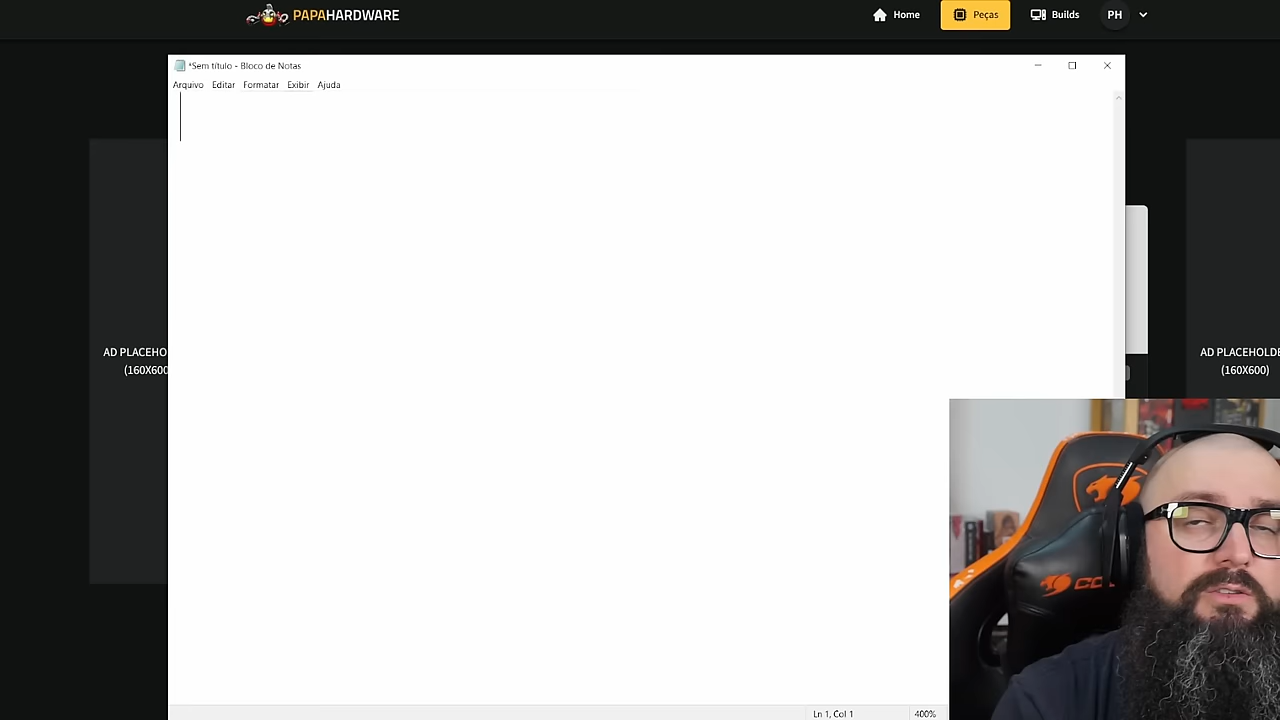 PAPAHARDWARE
Home
Peças
Builds
PH
*Sem título - Bloco de Notas
Arquivo Editar Formatar Exibir Ajuda
AD PLACEHO
(160X600
AD PLACEHOLDE
(160X600)
Ln 1, Col 1
400%